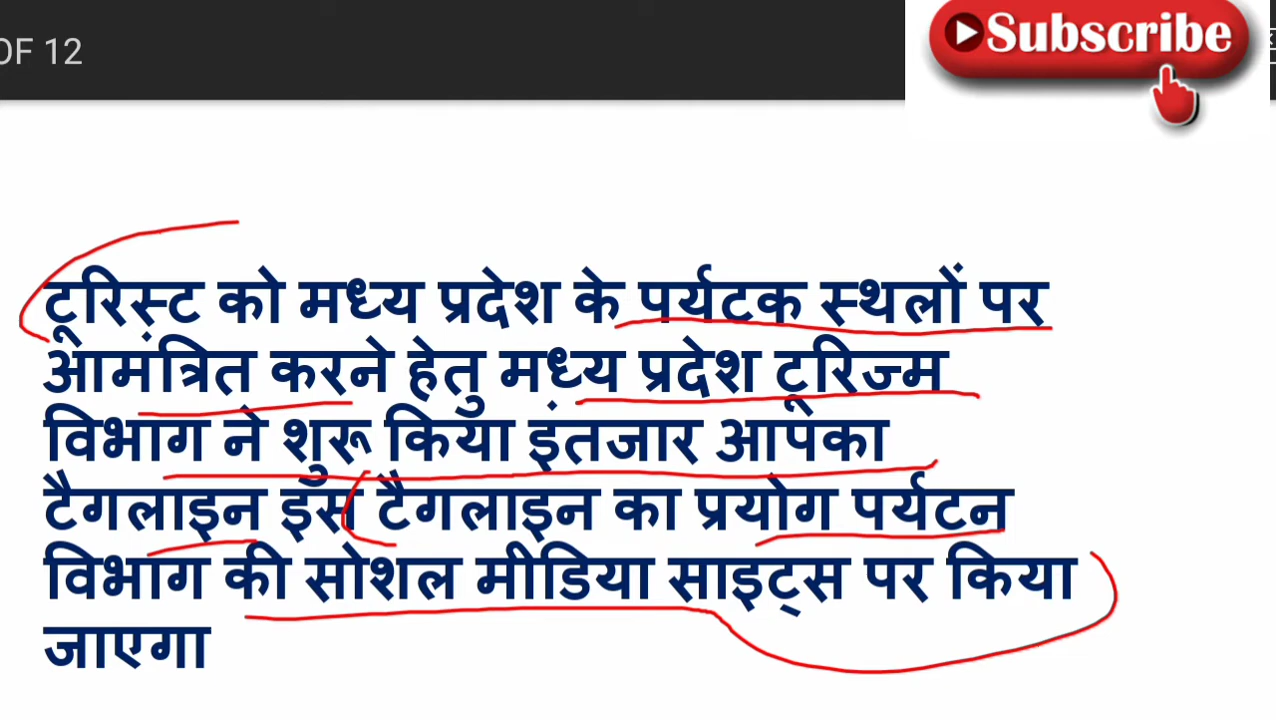 OF 12
Subscribe
टूरिस्ट को मध्य प्रदेश के पर्यटक स्थलों पर
आमंत्रित करने हेतु मध्य प्रदेश टूरिज्म
विभाग ने शुरू किया इंतजार आपका
टैगलाइन इस टैगलाइन का प्रयोग पर्यटन
विभाग की सोशल मीडिया साइट्स पर किया
जाएगा